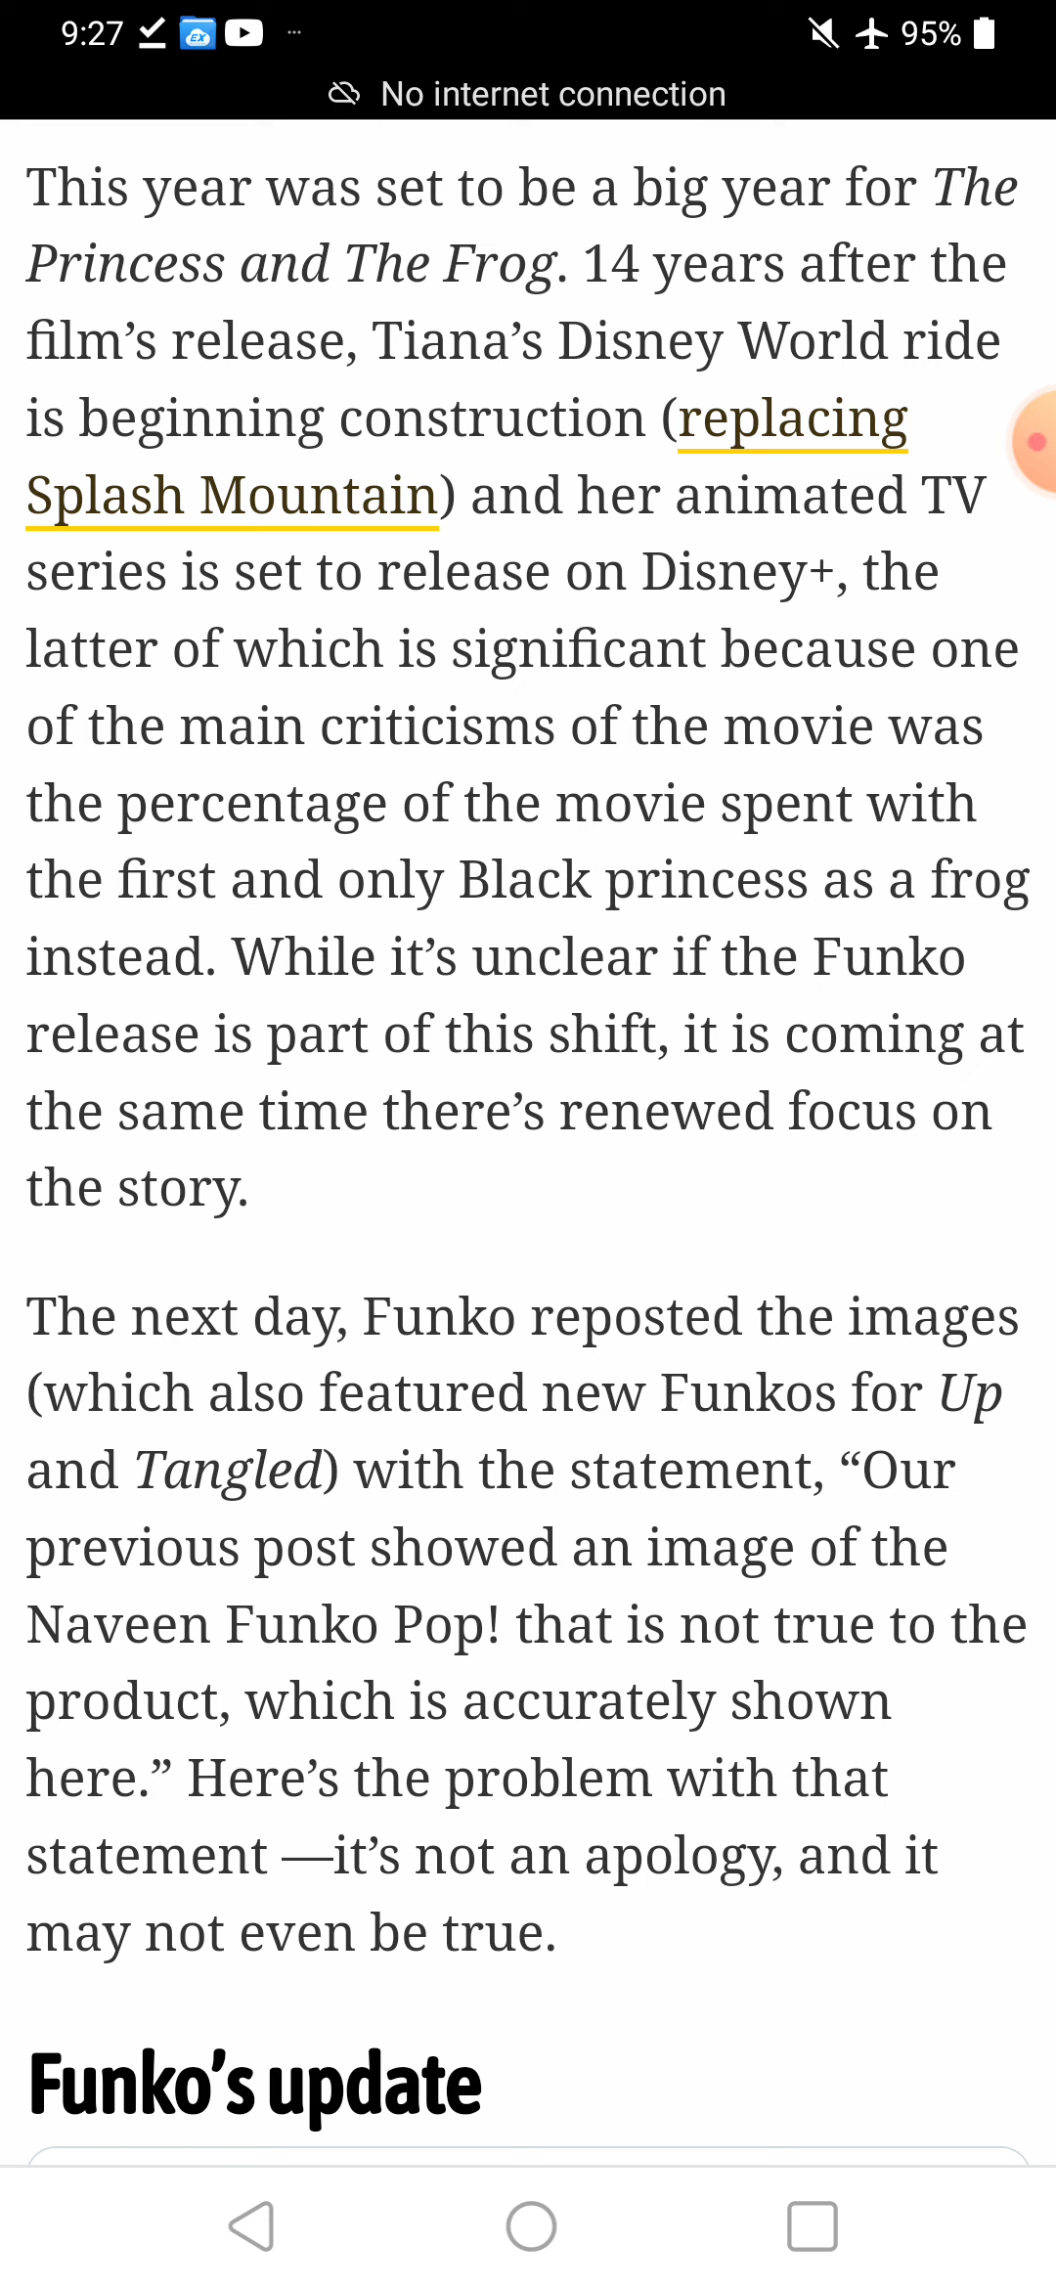 9:27
95%
No internet connection
This year was set to be a big year for The
Princess and The Frog. 14 years after the
film’s release, Tiana’s Disney World ride
is beginning construction (replacing
Splash Mountain) and her animated TV
series is set to release on Disney+, the
latter of which is significant because one
of the main criticisms of the movie was
the percentage of the movie spent with
the first and only Black princess as a frog
instead. While it’s unclear if the Funko
release is part of this shift, it is coming at
the same time there’s renewed focus on
the story.
The next day, Funko reposted the images
(which also featured new Funkos for Up
and Tangled) with the statement, “Our
previous post showed an image of the
Naveen Funko Pop! that is not true to the
product, which is accurately shown
here.” Here’s the problem with that
statement —it’s not an apology, and it
may not even be true.
Funko’s update